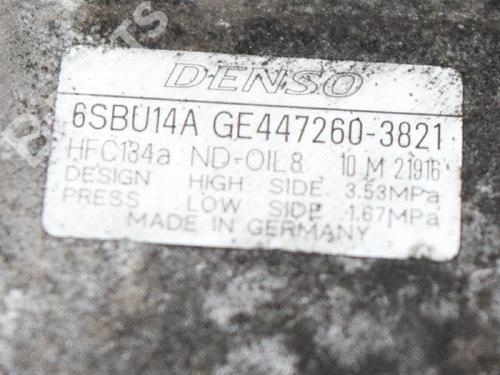 DENSO
6SBU14A GE447260-3821
HFC134a ND-OIL8 10 M 21916
DESIGN HIGH SIDE 3.53MPa
PRESS LOW SIDE 1.67MPa
MADE IN GERMANY